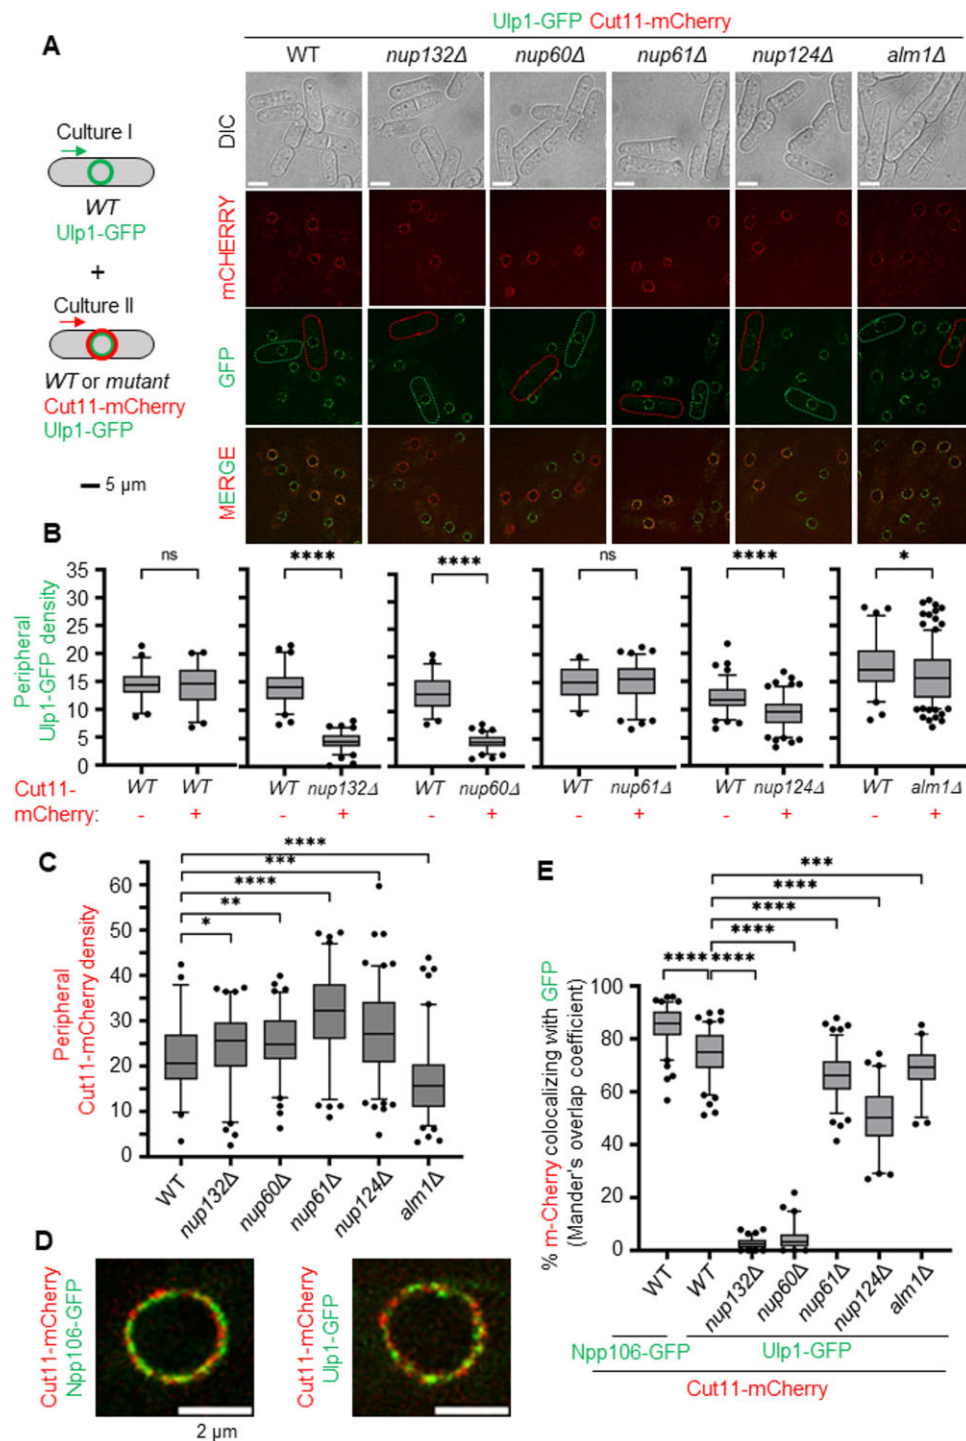 A
Ulp1-GFP Cut11-mCherry
WT nup132Δ nup60Δ nup61Δ nup124Δ alm1Δ
Culture I
WT
Ulp1-GFP
+
Culture II
WT or mutant
Cut11-mCherry
Ulp1-GFP
5 µm
DIC
mCHERRY
GFP
MERGE
B
Peripheral
Ulp1-GFP density
35
30
25
20
15
10
5
0
ns **** **** ns **** *
WT WT WT nup132Δ WT nup60Δ WT nup61Δ WT nup124Δ WT alm1Δ
Cut11-
mCherry: - + - + - + - + - + - +
C
Peripheral
Cut11-mCherry density
60
50
40
30
20
10
0
****
***
****
**
*
WT nup132Δ nup60Δ nup61Δ nup124Δ alm1Δ
D
Cut11-mCherry
Npp106-GFP
Cut11-mCherry
Ulp1-GFP
2 µm
E
% m-Cherry colocalizing with GFP
(Mander's overlap coefficient)
100
80
60
40
20
0
***
****
****
****
**** ****
WT WT nup132Δ nup60Δ nup61Δ nup124Δ alm1Δ
Npp106-GFP Ulp1-GFP
Cut11-mCherry